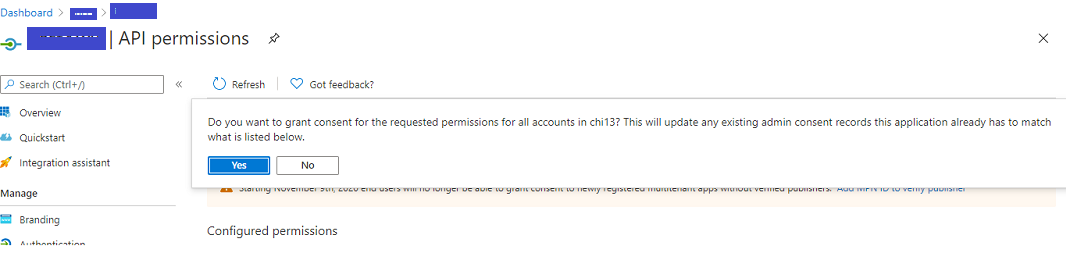 Dashboard >
| API permissions
Search (Ctrl+/)
«
Refresh
Got feedback?
Overview
Do you want to grant consent for the requested permissions for all accounts in chi13? This will update any existing admin consent records this application already has to match
what is listed below.
Quickstart
Integration assistant
Yes
No
Manage
Starting November 9th, 2020 end users will no longer be able to grant consent to newly registered multitenant apps without verified publishers. Add MPN ID to verify publisher
Branding
Configured permissions
Authentication